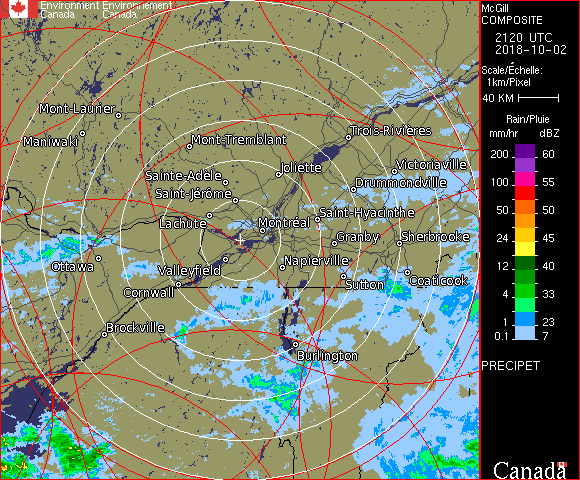 Environment Environnement
Canada Canada
McGill
COMPOSITE
2120 UTC
2018-10-02
Scale/Échelle:
1km/Pixel
40 KM
Rain/Pluie
mm/hr dBZ
200 60
150 57
100 55
50 50
24 45
12 40
4 33
1 23
0.1 7
PRECIPET
Canada
Mont-Laurier
Maniwaki
Mont-Tremblant
Trois-Rivières
Sainte-Adèle
Joliette
Victoriaville
Saint-Jérôme
Drummondville
Lachute
Montréal
Saint-Hyacinthe
Ottawa
Valleyfield
Granby
Sherbrooke
Napierville
Cornwall
Sutton
Coaticook
Brockville
Burlington